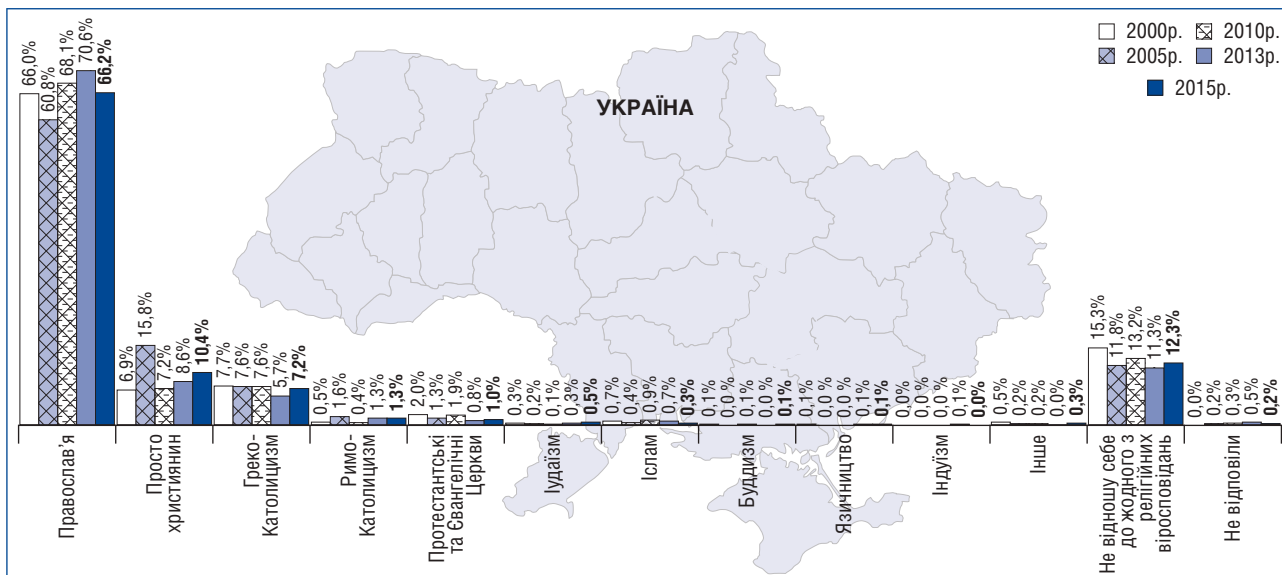 2000р.
2010р.
2005р.
2013р.
2015р.
УКРАЇНА
66,0%
60,8%
68,1%
70,6%
66,2%
6,9%
15,8%
7,2%
8,6%
10,4%
7,7%
7,6%
7,6%
5,7%
7,2%
0,5%
1,6%
0,4%
1,3%
1,3%
2,0%
1,3%
1,9%
0,8%
1,0%
0,3%
0,2%
0,1%
0,3%
0,5%
0,7%
0,4%
0,9%
0,7%
0,3%
0,1%
0,0%
0,1%
0,0%
0,1%
0,1%
0,0%
0,0%
0,1%
0,1%
0,0%
0,0%
0,0 %
0,1%
0,0%
0,5%
0,2%
0,2%
0,0%
0,3%
15,3%
11,8%
13,2%
11,3%
12,3%
0,0%
0,2%
0,3%
0,5%
0,2%
Православ’я
Просто
християнин
Греко-
Католицизм
Римо-
Католицизм
Протестантські
та Євангелічні
Церкви
Іудаїзм
Іслам
Буддизм
Язичництво
Індуїзм
Інше
Не відношу себе
до жодного з
релігійних
віросповідань
Не відповіли